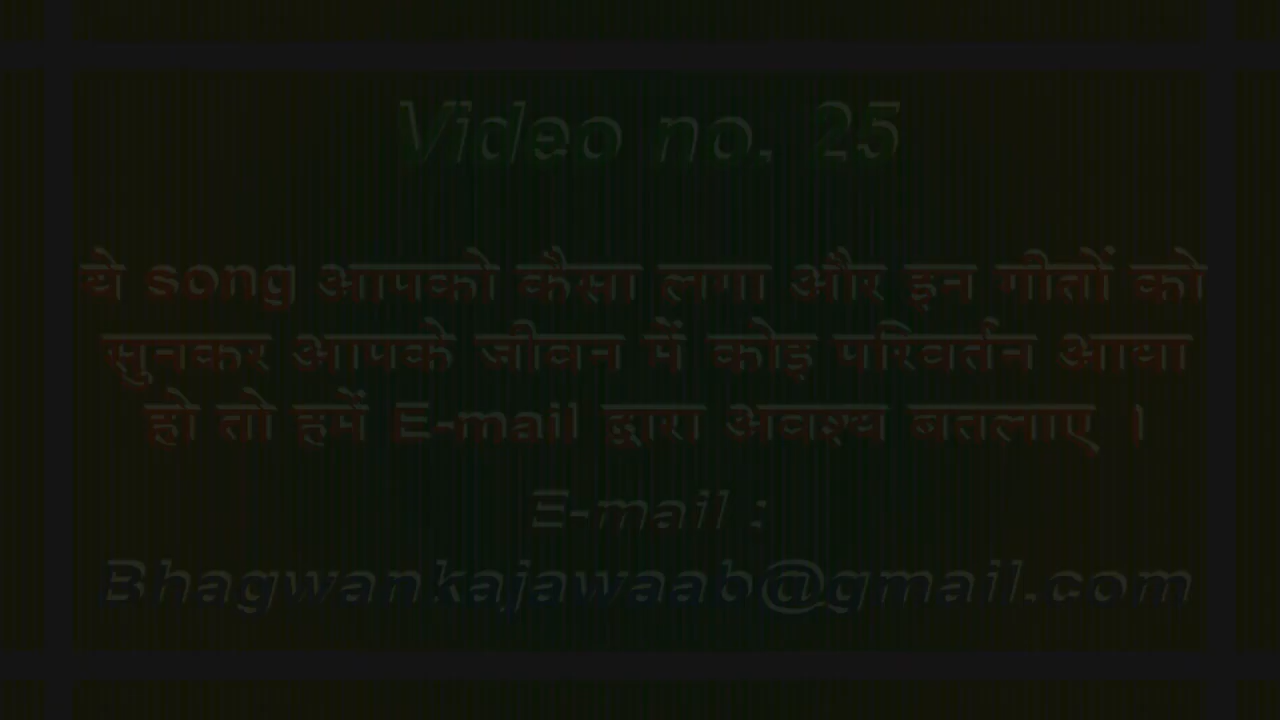 Video no. 25
ये song आपको कैसा लगा और इन गीतों को
सुनकर आपके जीवन में कोइ परिवर्तन आया
हो तो हमें E-mail द्वारा अवश्य बतलाए ।
E-mail :
Bhagwankajawaab@gmail.com